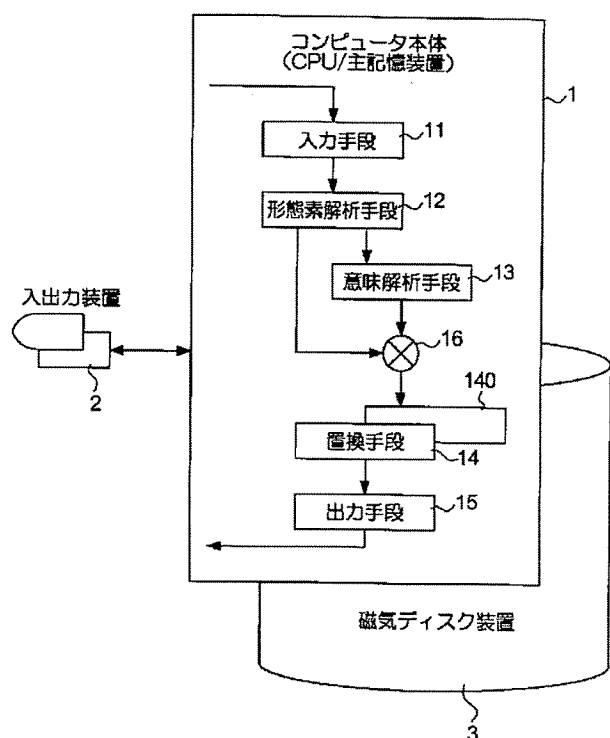 コンピュータ本体
(CPU/主記憶装置)
1
入力手段
11
形態素解析手段
12
意味解析手段
13
入出力装置
2
16
140
置換手段
14
出力手段
15
磁気ディスク装置
3